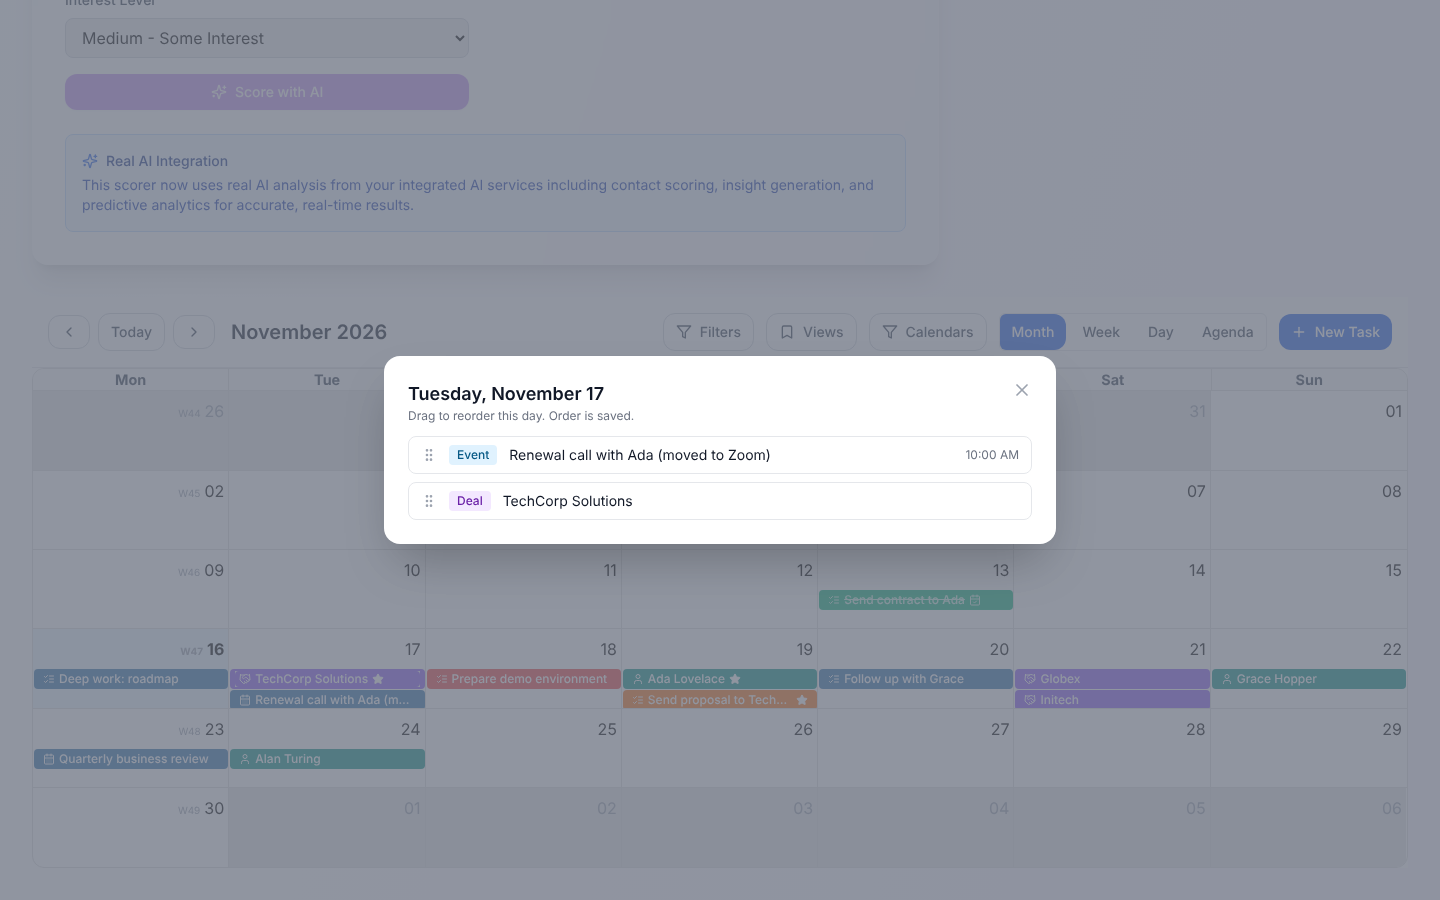 Interest Level
Medium - Some Interest
Score with AI
Real AI Integration
This scorer now uses real AI analysis from your integrated AI services including contact scoring, insight generation, and
predictive analytics for accurate, real-time results.
Today
November 2026
Filters
Views
Calendars
Month
Week
Day
Agenda
New Task
Mon
Tue
Sat
Sun
Tuesday, November 17
Drag to reorder this day. Order is saved.
Event
Renewal call with Ada (moved to Zoom)
10:00 AM
Deal
TechCorp Solutions
W44 26
31
01
W45 02
07
08
W46 09
10
11
12
13
14
15
Send contract to Ada
W47 16
17
18
19
20
21
22
Deep work: roadmap
TechCorp Solutions
Prepare demo environment
Ada Lovelace
Follow up with Grace
Globex
Grace Hopper
Renewal call with Ada (m...
Send proposal to Tech...
Initech
W48 23
24
25
26
27
28
29
Quarterly business review
Alan Turing
W49 30
01
02
03
04
05
06